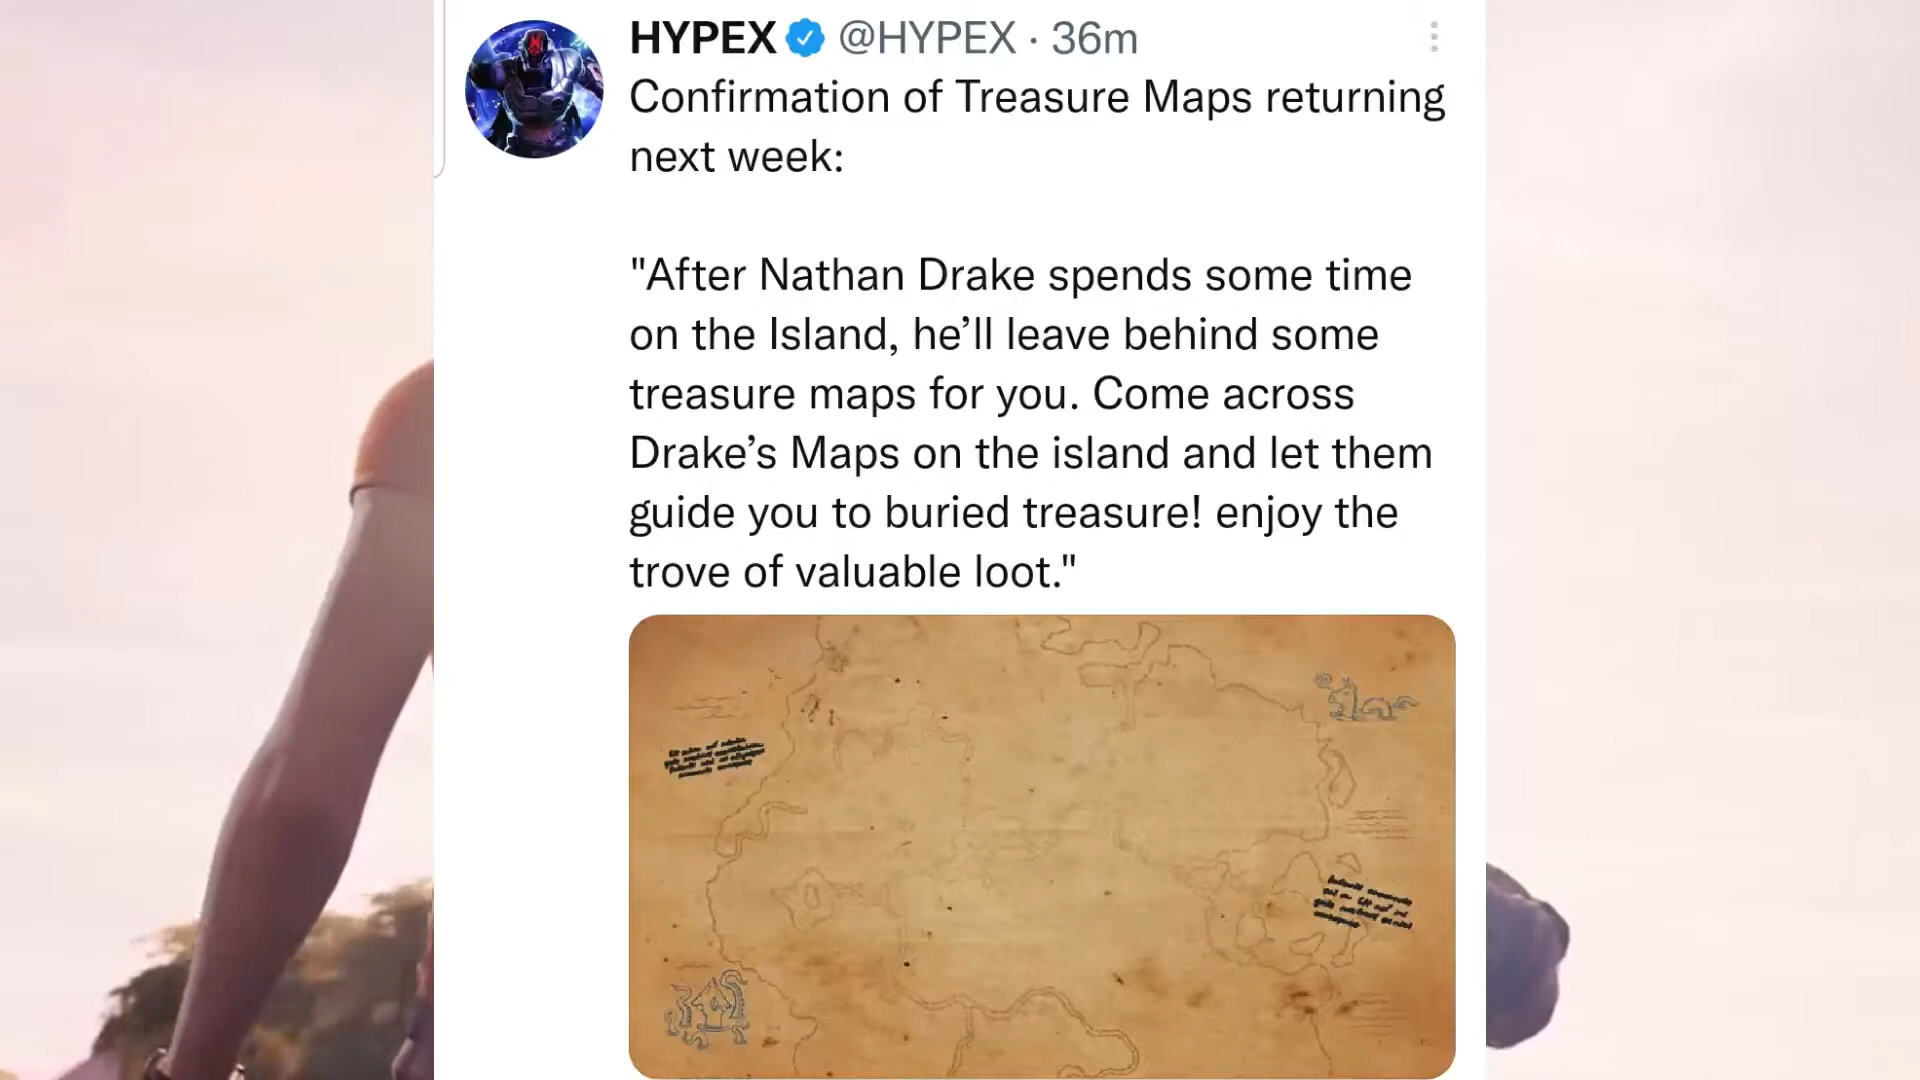 HYPEX @HYPEX · 36m
Confirmation of Treasure Maps returning
next week:
"After Nathan Drake spends some time
on the Island, he’ll leave behind some
treasure maps for you. Come across
Drake’s Maps on the island and let them
guide you to buried treasure! enjoy the
trove of valuable loot."